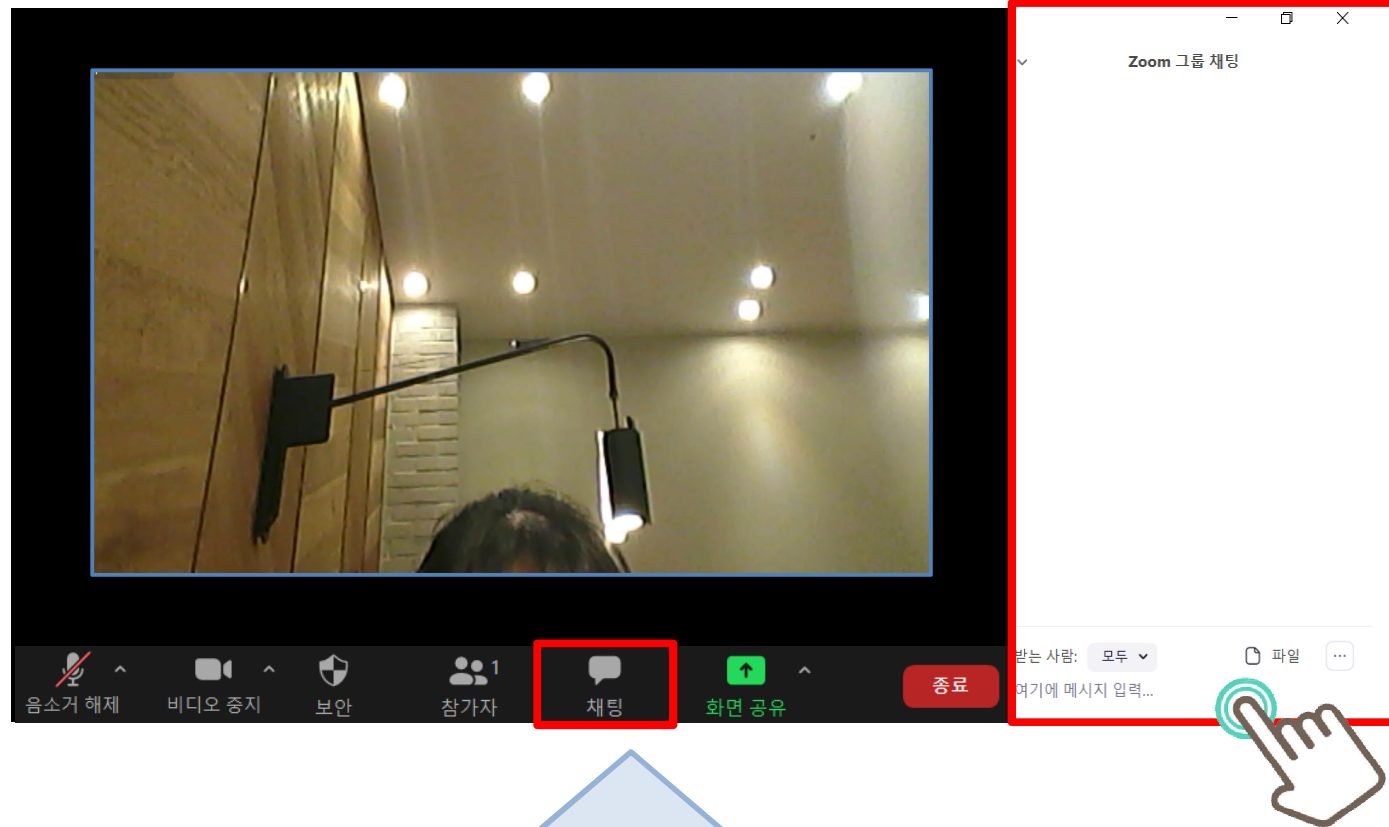 Zoom 그룹 채팅
음소거 해제
비디오 중지
보안
1
참가자
채팅
화면 공유
종료
받는 사람: 모두
파일
여기에 메시지 입력...